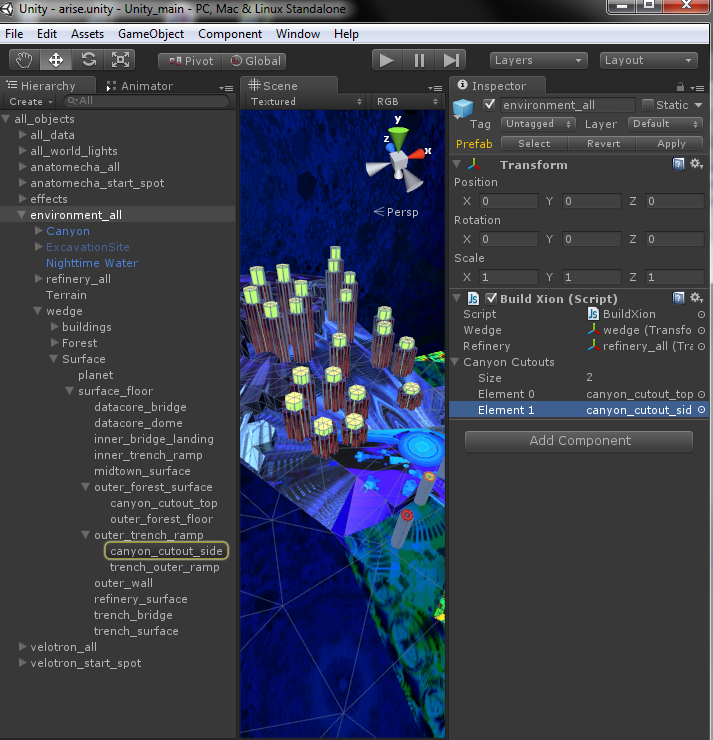 Unity - arise.unity - Unity_main - PC, Mac & Linux Standalone
File Edit Assets GameObject Component Window Help
Pivot Global Layers Layout
Hierarchy Animator
Create All
all_objects
all_data
all_world_lights
anatomecha_all
anatomecha_start_spot
effects
environment_all
Canyon
ExcavationSite
Nighttime Water
refinery_all
Terrain
wedge
buildings
Forest
Surface
planet
surface_floor
datacore_bridge
datacore_dome
inner_bridge_landing
inner_trench_ramp
midtown_surface
outer_forest_surface
canyon_cutout_top
outer_forest_floor
outer_trench_ramp
canyon_cutout_side
trench_outer_ramp
outer_wall
refinery_surface
trench_bridge
trench_surface
velotron_all
velotron_start_spot
Scene
Textured RGB
y
z x
Persp
Inspector
environment_all Static
Tag Untagged Layer Default
Prefab Select Revert Apply
Transform
Position
X 0 Y 0 Z 0
Rotation
X 0 Y 0 Z 0
Scale
X 1 Y 1 Z 1
Js Build Xion (Script)
Script Js BuildXion
Wedge wedge (Transfo
Refinery refinery_all (Tra
Canyon Cutouts
Size 2
Element 0 canyon_cutout_top
Element 1 canyon_cutout_sid
Add Component